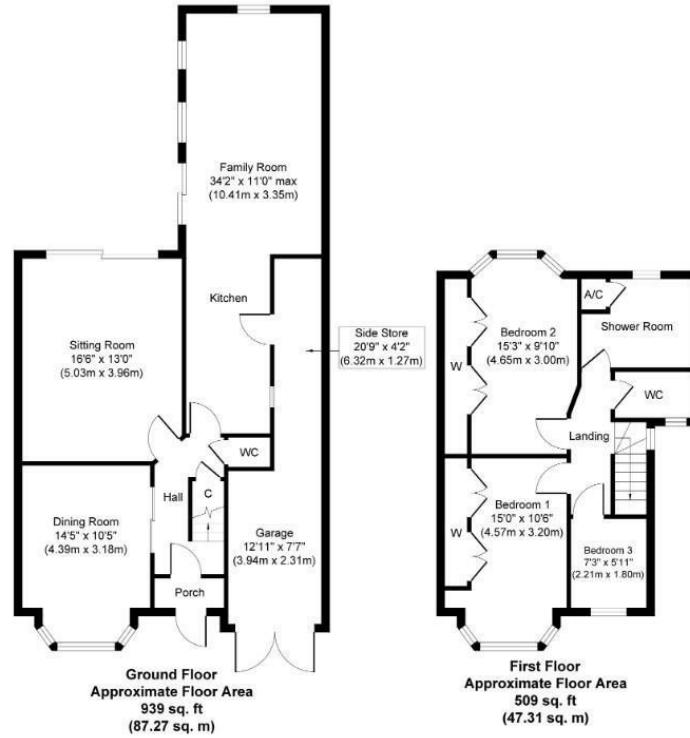 Family Room
34'2" x 11'0" max
(10.41m x 3.35m)
Kitchen
Sitting Room
16'6" x 13'0"
(5.03m x 3.96m)
Side Store
20'9" x 4'2"
(6.32m x 1.27m)
WC
C
Hall
Dining Room
14'5" x 10'5"
(4.39m x 3.18m)
Garage
12'11" x 7'7"
(3.94m x 2.31m)
Porch
Ground Floor
Approximate Floor Area
939 sq. ft
(87.27 sq. m)
A/C
Shower Room
Bedroom 2
15'3" x 9'10"
(4.65m x 3.00m)
W
WC
Landing
Bedroom 1
15'0" x 10'6"
(4.57m x 3.20m)
W
Bedroom 3
7'3" x 5'11"
(2.21m x 1.80m)
First Floor
Approximate Floor Area
509 sq. ft
(47.31 sq. m)